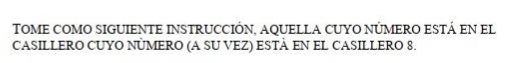 TOME COMO SIGUIENTE INSTRUCCIÓN, AQUELLA CUYO NÚMERO ESTÁ EN EL
CASILLERO CUYO NÚMERO (A SU VEZ) ESTÁ EN EL CASILLERO 8.